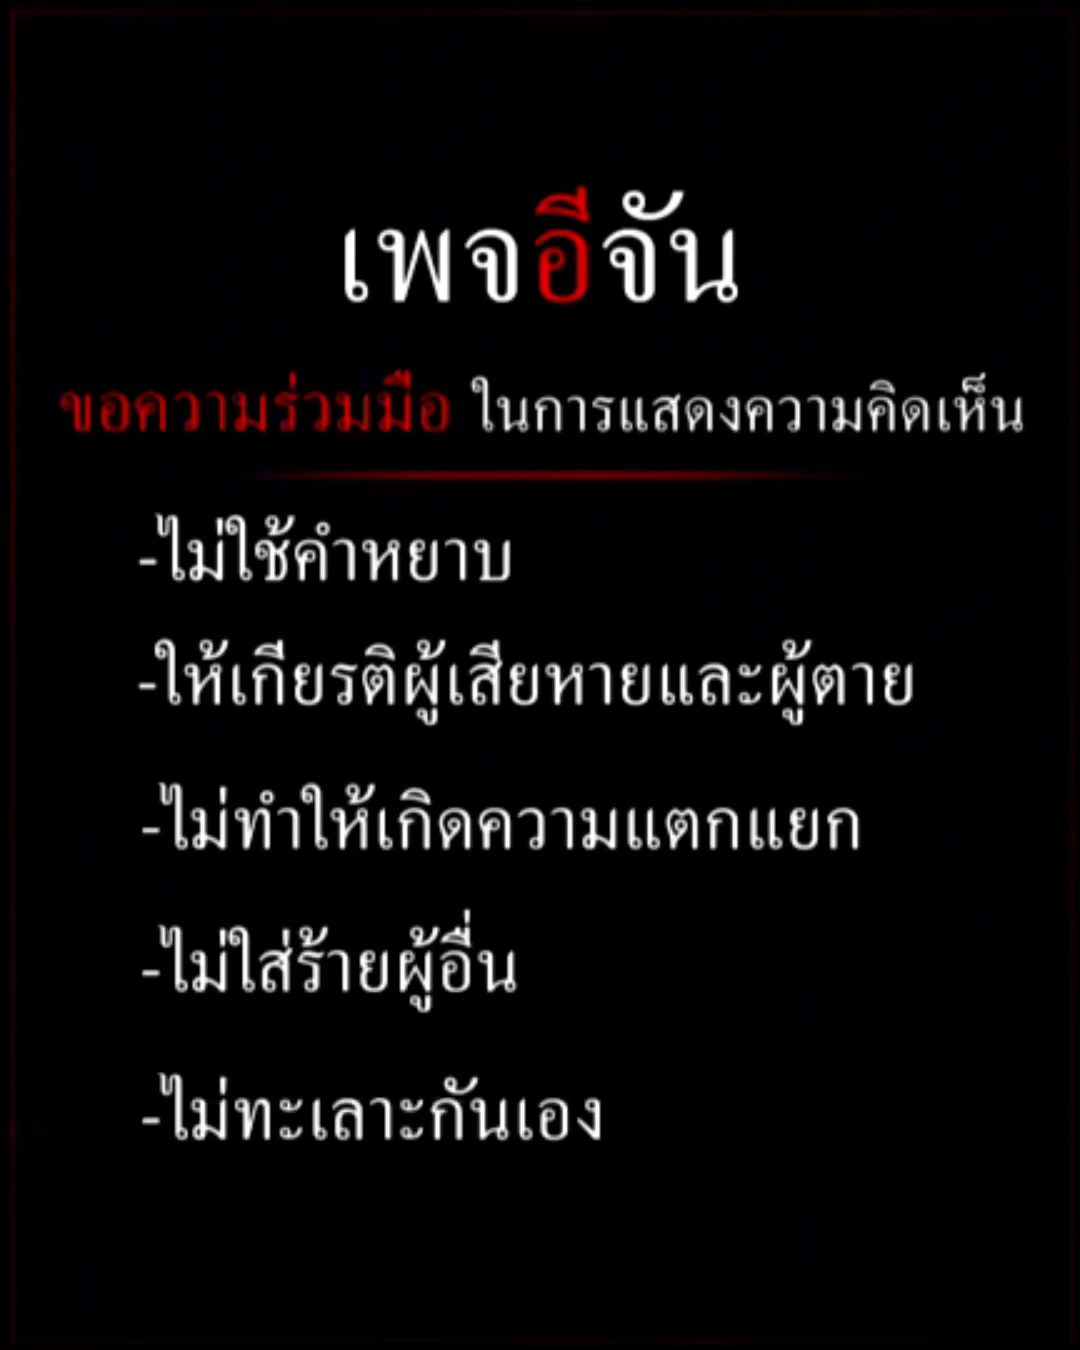 เพจอีจัน
ขอความร่วมมือ ในการแสดงความคิดเห็น
-ไม่ใช้คำหยาบ
-ให้เกียรติผู้เสียหายและผู้ตาย
-ไม่ทำให้เกิดความแตกแยก
-ไม่ใส่ร้ายผู้อื่น
-ไม่ทะเลาะกันเอง